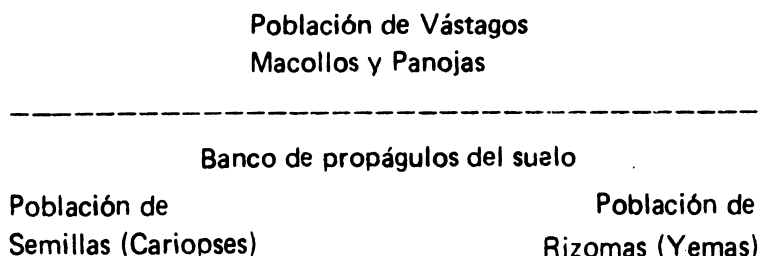 Población de Vástagos
Macollos y Panojas
Banco de propágulos del suelo
Población de
Semillas (Cariopses)
Población de
Rizomas (Yemas)